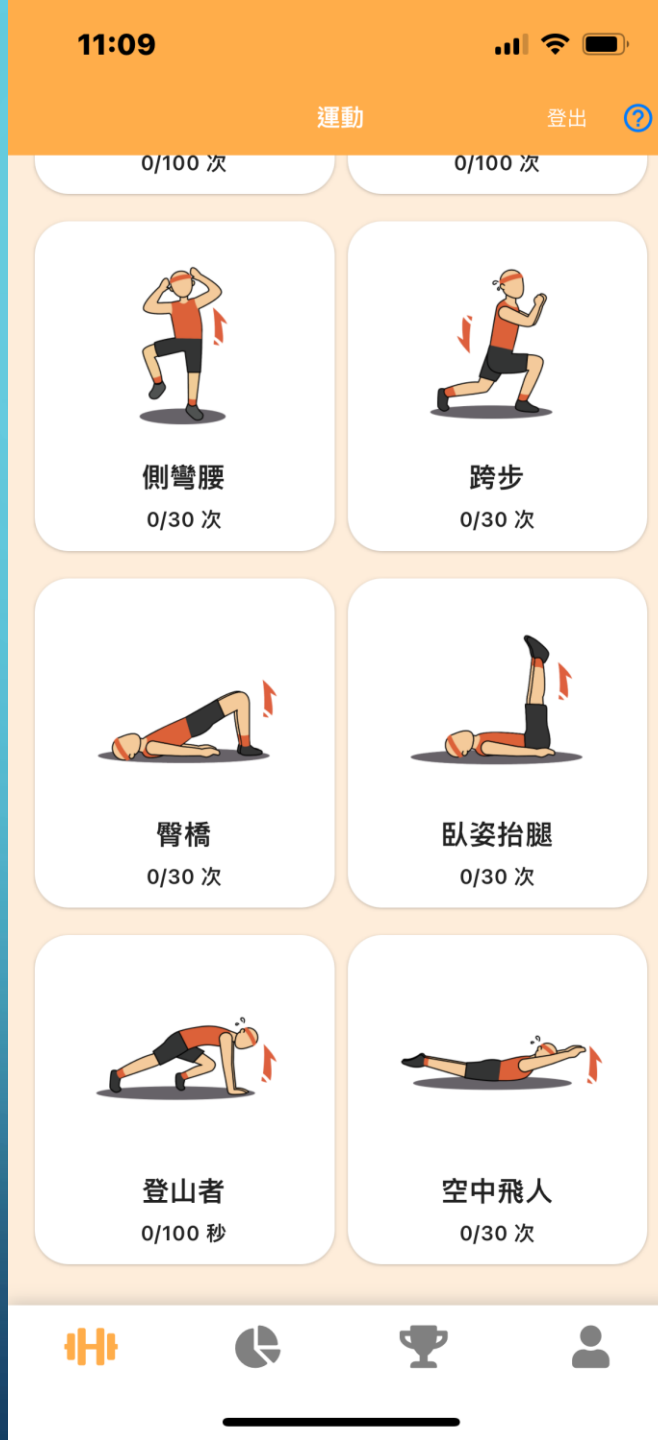 11:09
運動
登出
0/100 次
0/100 次
側彎腰
0/30 次
跨步
0/30 次
臀橋
0/30 次
臥姿抬腿
0/30 次
登山者
0/100 秒
空中飛人
0/30 次